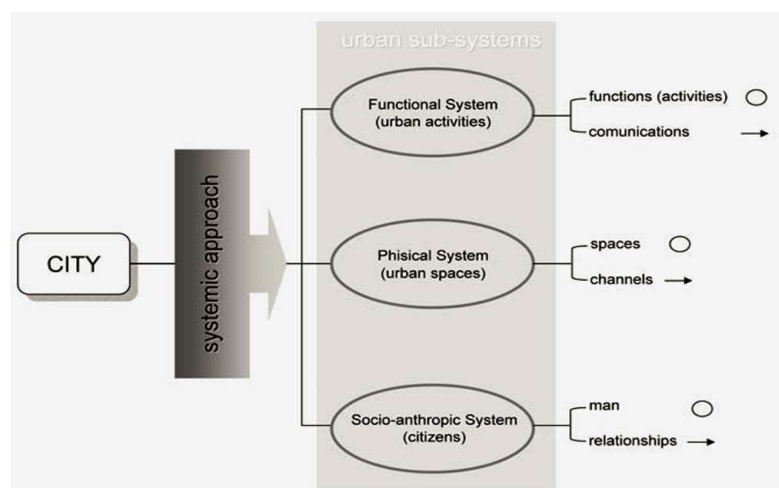 urban sub-systems
CITY
systemic approach
Functional System
(urban activities)
functions (activities)
comunications
Phisical System
(urban spaces)
spaces
channels
Socio-anthropic System
(citizens)
man
relationships